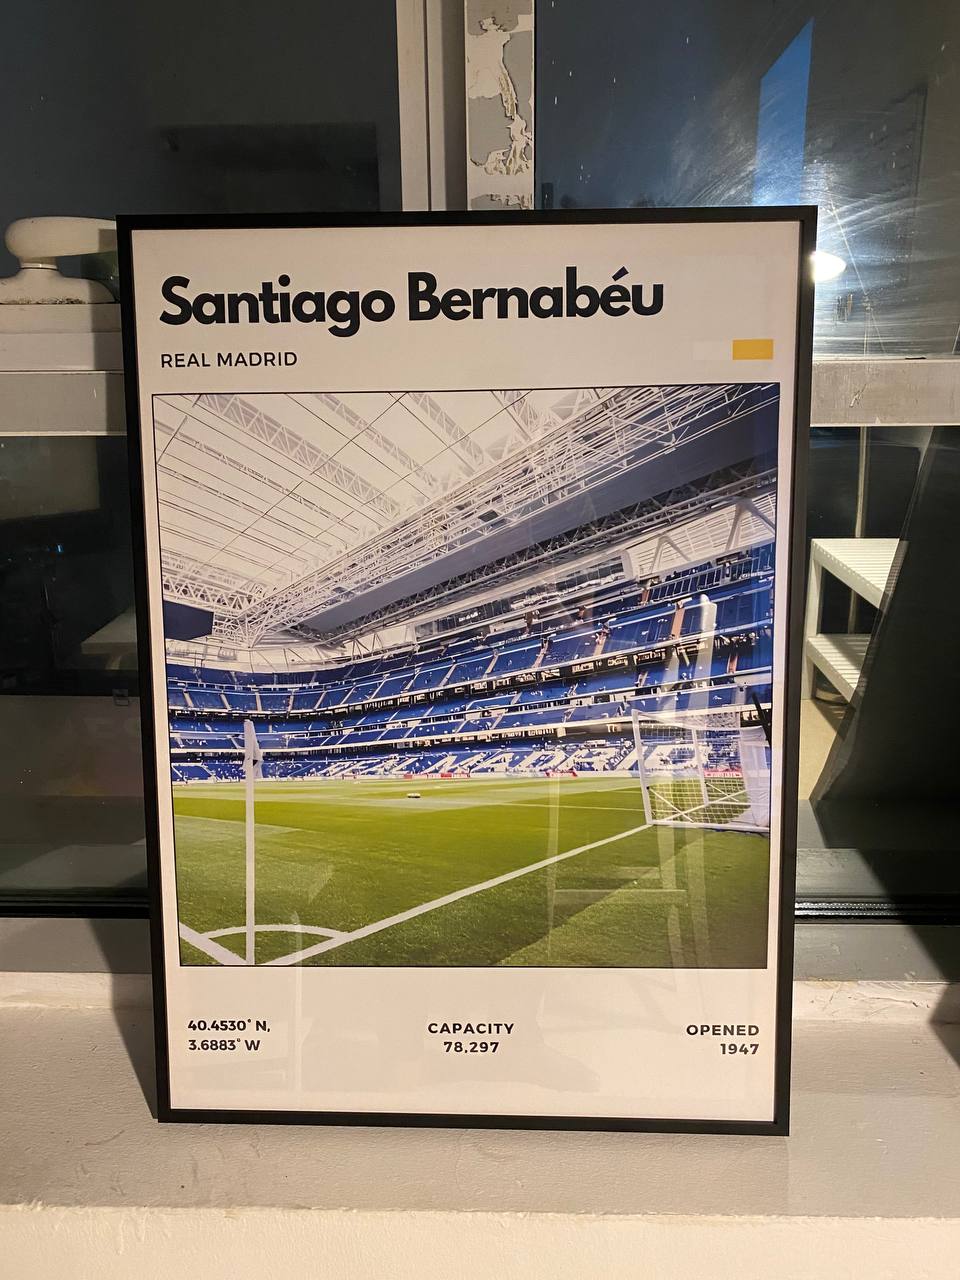 Santiago Bernabéu
REAL MADRID
40.4530° N,
3.6883° W
CAPACITY
78,297
OPENED
1947